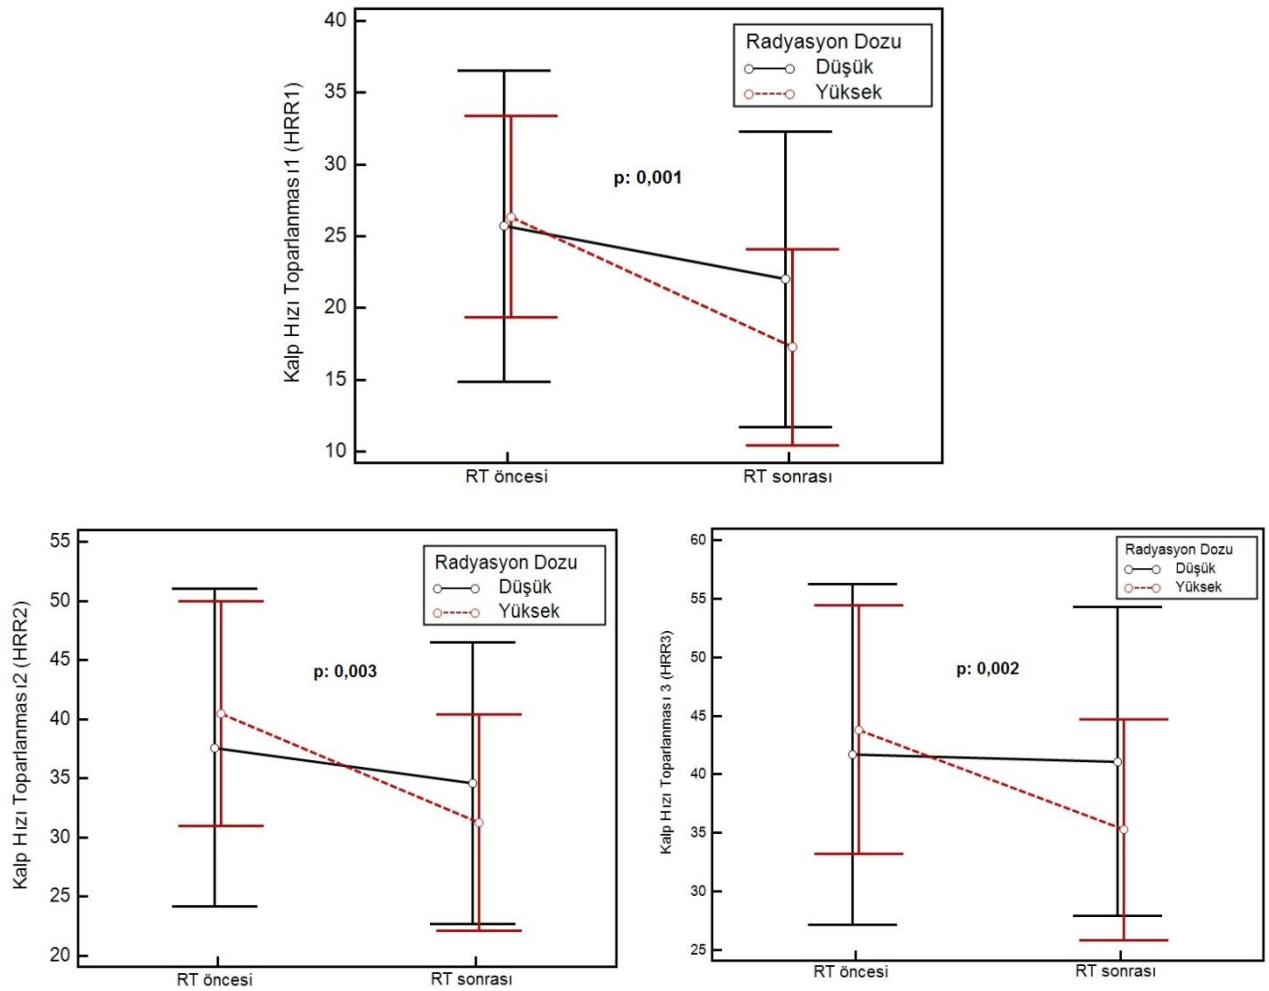 40
35
30
25
20
15
10
Kalp Hızı Toparlanması1 (HRR1)
Radyasyon Dozu
Düşük
Yüksek
p: 0,001
RT öncesi
RT sonrası
55
50
45
40
35
30
25
20
Kalp Hızı Toparlanması2 (HRR2)
Radyasyon Dozu
Düşük
Yüksek
p: 0,003
RT öncesi
RT sonrası
60
55
50
45
40
35
30
25
Kalp Hızı Toparlanması 3 (HRR3)
Radyasyon Dozu
Düşük
Yüksek
p: 0,002
RT öncesi
RT sonrası